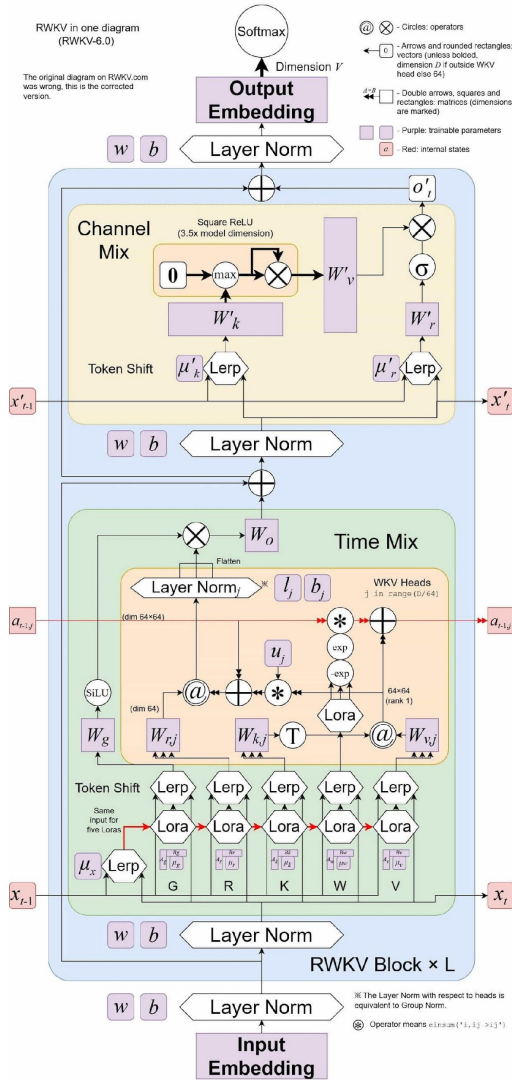 RWKV in one diagram
(RWKV-6.0)
The original diagram on RWKV.com
was wrong, this is the corrected
version.
Softmax
Dimension V
Output
Embedding
@ ⊗ - Circles: operators
0 - Arrows and rounded rectangles:
vectors (unless bolded,
dimension D if outside WKV
head else 64)
A×B - Double arrows, squares and
rectangles: matrices (dimensions
are marked)
- Purple: trainable parameters
a - Red: internal states
w b Layer Norm
o't
Channel
Mix
Square ReLU
(3.5x model dimension)
0 max
W'v
σ
W'k
W'r
μ'k Lerp
μ'r Lerp
Token Shift
x't-1
x't
w b Layer Norm
Wo
Time Mix
Flatten
Layer Normj ※ lj bj
WKV Heads
j in range(D/64)
at-1,j
(dim 64×64)
at-1,j
exp
uj
-exp
SiLU
(dim 64)
@ ⊛
64×64
(rank 1)
Lora
Wg Wr,j Wk,j T @ Wv,j
Token Shift Lerp Lerp Lerp Lerp Lerp
Same
input for
five Loras
Lora Lora Lora Lora Lora
μx Lerp
G R K W V
xt-1
xt
w b Layer Norm
RWKV Block × L
w b Layer Norm
※ The Layer Norm with respect to heads is
equivalent to Group Norm.
⊛ Operator means einsum('i,ij >ij')
Input
Embedding